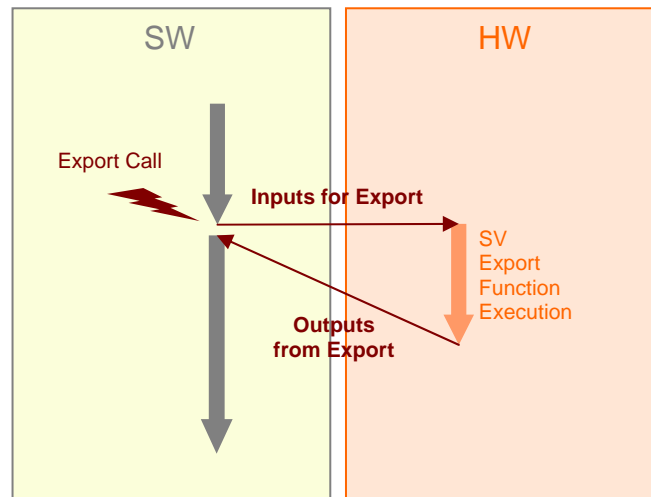 SW
HW
Export Call
Inputs for Export
SV
Export
Function
Execution
Outputs
from Export